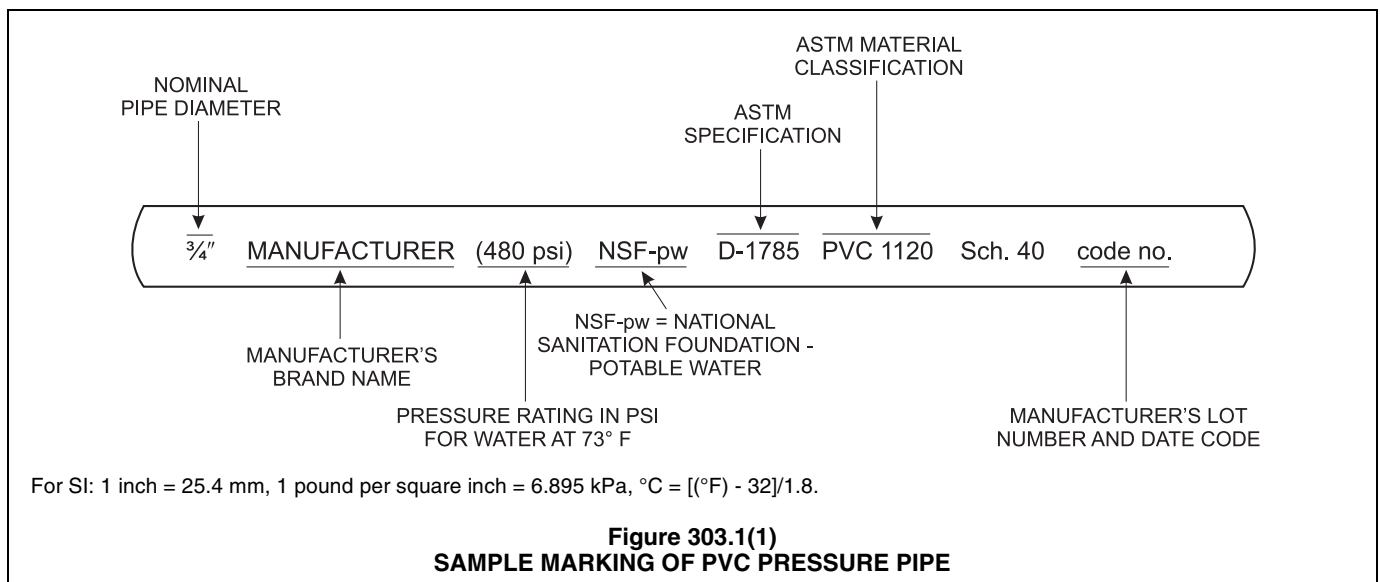 NOMINAL
PIPE DIAMETER
ASTM
SPECIFICATION
ASTM MATERIAL
CLASSIFICATION
¾″ MANUFACTURER (480 psi) NSF-pw D-1785 PVC 1120 Sch. 40 code no.
MANUFACTURER’S
BRAND NAME
PRESSURE RATING IN PSI
FOR WATER AT 73° F
NSF-pw = NATIONAL
SANITATION FOUNDATION -
POTABLE WATER
MANUFACTURER’S LOT
NUMBER AND DATE CODE
For SI: 1 inch = 25.4 mm, 1 pound per square inch = 6.895 kPa, °C = [(°F) - 32]/1.8.
Figure 303.1(1)
SAMPLE MARKING OF PVC PRESSURE PIPE